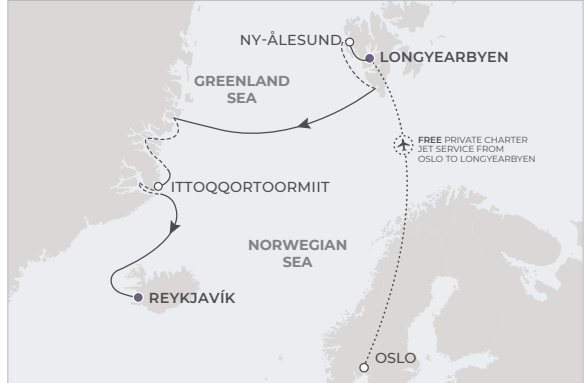 NY-ÅLESUND
LONGYEARBYEN
GREENLAND
SEA
FREE PRIVATE CHARTER
JET SERVICE FROM
OSLO TO LONGYEARBYEN
ITTOQQORTOORMIIT
NORWEGIAN
SEA
REYKJAVÍK
OSLO